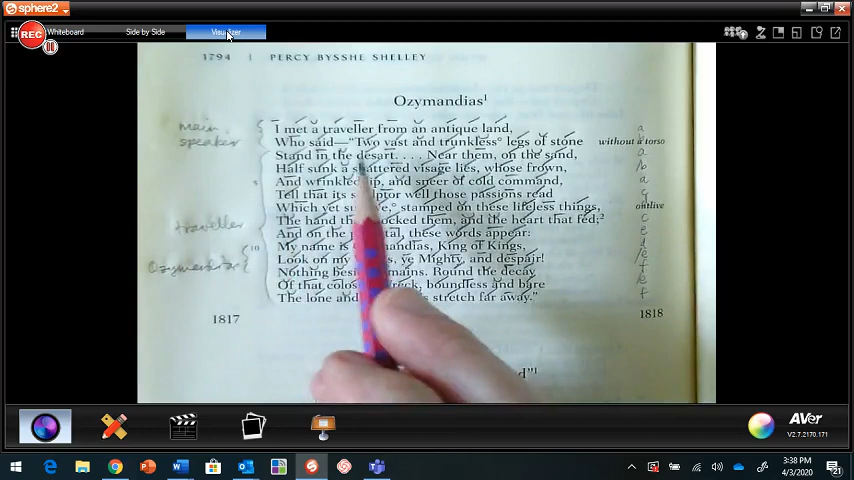 sphere2
REC
Whiteboard
Side by Side
Visualizer
1794 | PERCY BYSSHE SHELLEY
Ozymandias¹
main
speaker
I met a traveller from an antique land,
a
Who said—"Two vast and trunkless° legs of stone
without a torso
b
Stand in the desart. . . . Near them, on the sand,
a
Half sunk a shattered visage lies, whose frown,
b
5
And wrinkled lip, and sneer of cold command,
a
Tell that its sculptor well those passions read
Which yet survive,° stamped on these lifeless things,
outlive
The hand that mocked them, and the heart that fed;²
c
traveller
And on the pedestal, these words appear:
e
10
My name is Ozymandias, King of Kings,
d
Ozymandias
Look on my Works, ye Mighty, and despair!
e
Nothing beside remains. Round the decay
f
Of that colossal Wreck, boundless and bare
e
The lone and level sands stretch far away."
f
1817
1818
d"¹
AVer
V2.7.2170.171
3:38 PM
4/3/2020
21